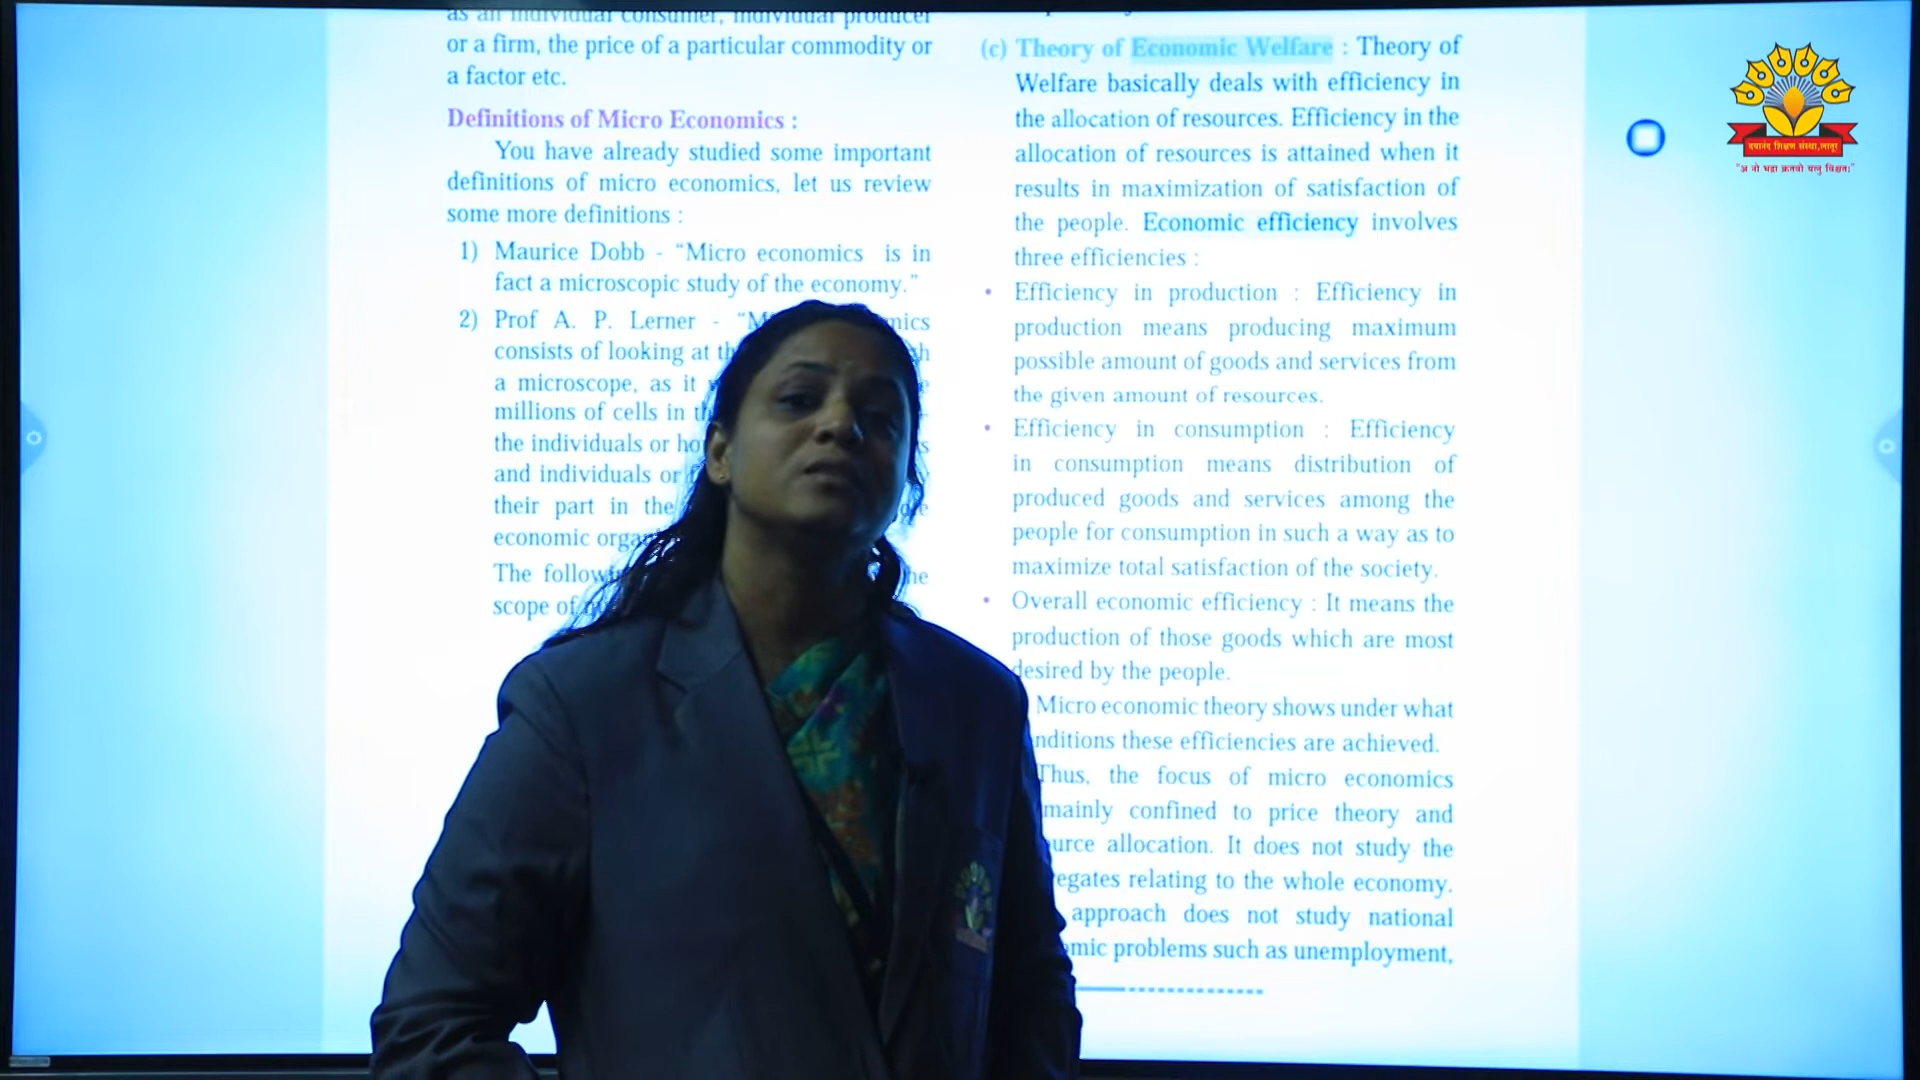 as an individual consumer, individual producer
or a firm, the price of a particular commodity or
a factor etc.
Definitions of Micro Economics :
You have already studied some important
definitions of micro economics, let us review
some more definitions :
1) Maurice Dobb - “Micro economics is in
fact a microscopic study of the economy.”
2) Prof A. P. Lerner - “M
consists of looking at
a microscope, as it
millions of cells in
the individuals or
and individuals or
their part in the
economic
The
scope of
(c) Theory of Economic Welfare : Theory of
Welfare basically deals with efficiency in
the allocation of resources. Efficiency in the
allocation of resources is attained when it
results in maximization of satisfaction of
the people. Economic efficiency involves
three efficiencies :
• Efficiency in production : Efficiency in
production means producing maximum
possible amount of goods and services from
the given amount of resources.
• Efficiency in consumption : Efficiency
in consumption means distribution of
produced goods and services among the
people for consumption in such a way as to
maximize total satisfaction of the society.
• Overall economic efficiency : It means the
production of those goods which are most
desired by the people.
Micro economic theory shows under what
these efficiencies are achieved.
Thus, the focus of micro economics
mainly confined to price theory and
allocation. It does not study the
relating to the whole economy.
approach does not study national
problems such as unemployment,
दयानंद शिक्षण संस्था,लातूर